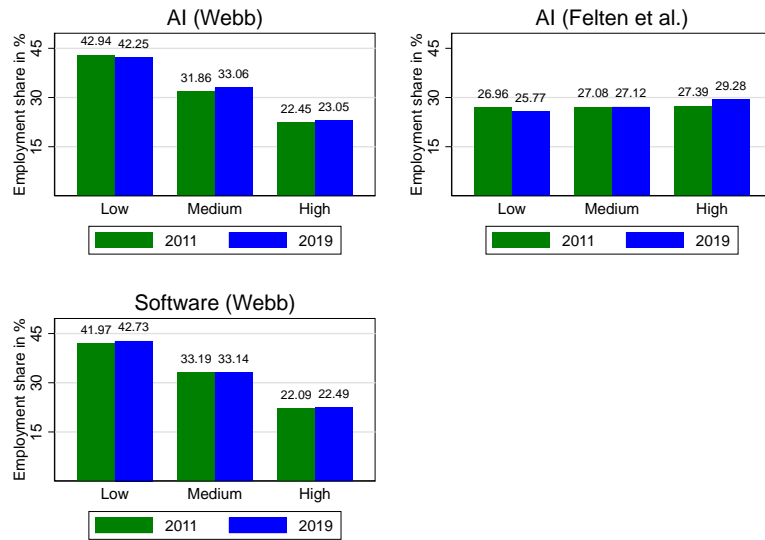 AI (Webb)
Employment share in %
45
30
15
42.94 42.25
31.86 33.06
22.45 23.05
Low Medium High
2011 2019
AI (Felten et al.)
Employment share in %
45
30
15
26.96 25.77
27.08 27.12
27.39 29.28
Low Medium High
2011 2019
Software (Webb)
Employment share in %
45
30
15
41.97 42.73
33.19 33.14
22.09 22.49
Low Medium High
2011 2019